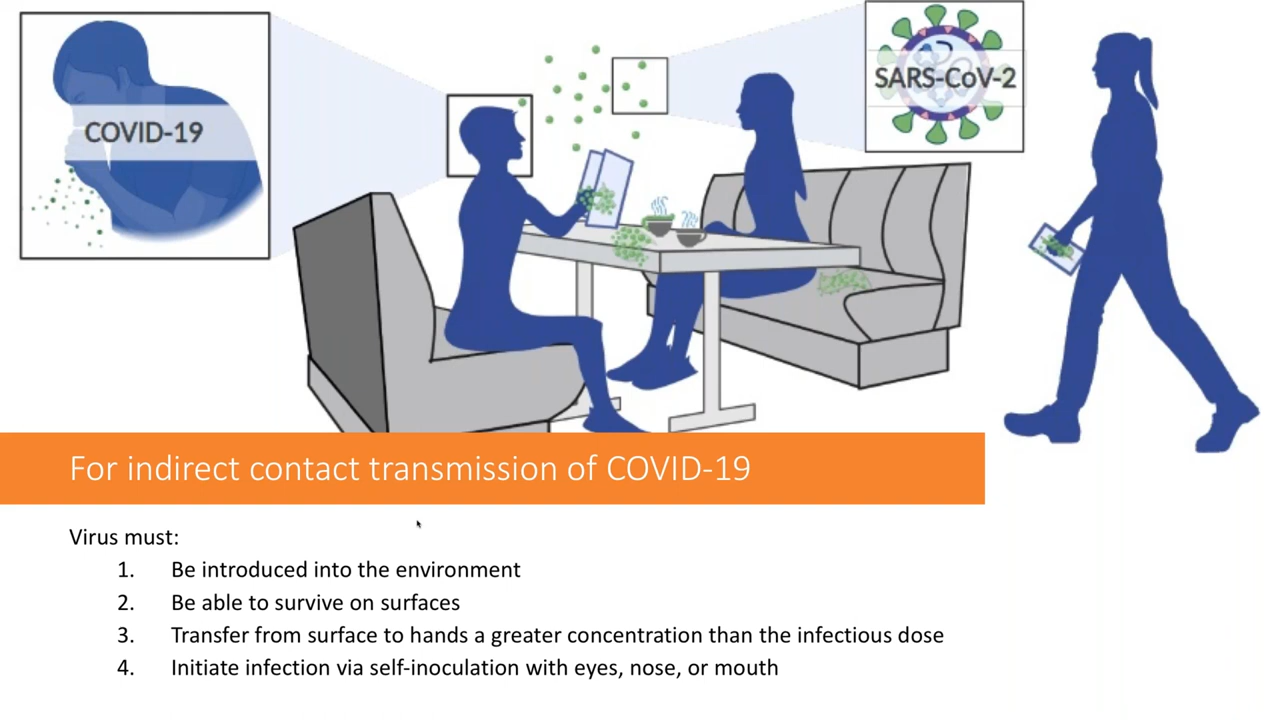 COVID-19
SARS-CoV-2
For indirect contact transmission of COVID-19
Virus must:
1. Be introduced into the environment
2. Be able to survive on surfaces
3. Transfer from surface to hands a greater concentration than the infectious dose
4. Initiate infection via self-inoculation with eyes, nose, or mouth